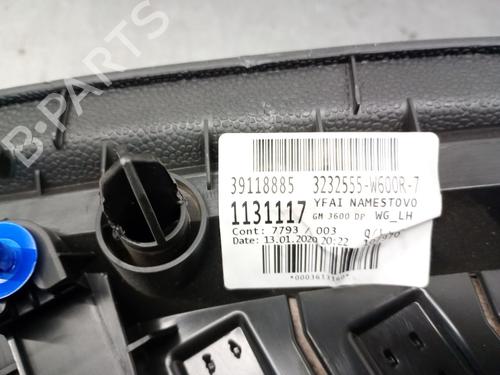 B-PARTS
39118885 3232555-W600R-7
1131117 YFAI NAMESTOVO
GM 3600 DP WG_LH
Cont: 7793 / 003
Date: 13.01.2020 20:22